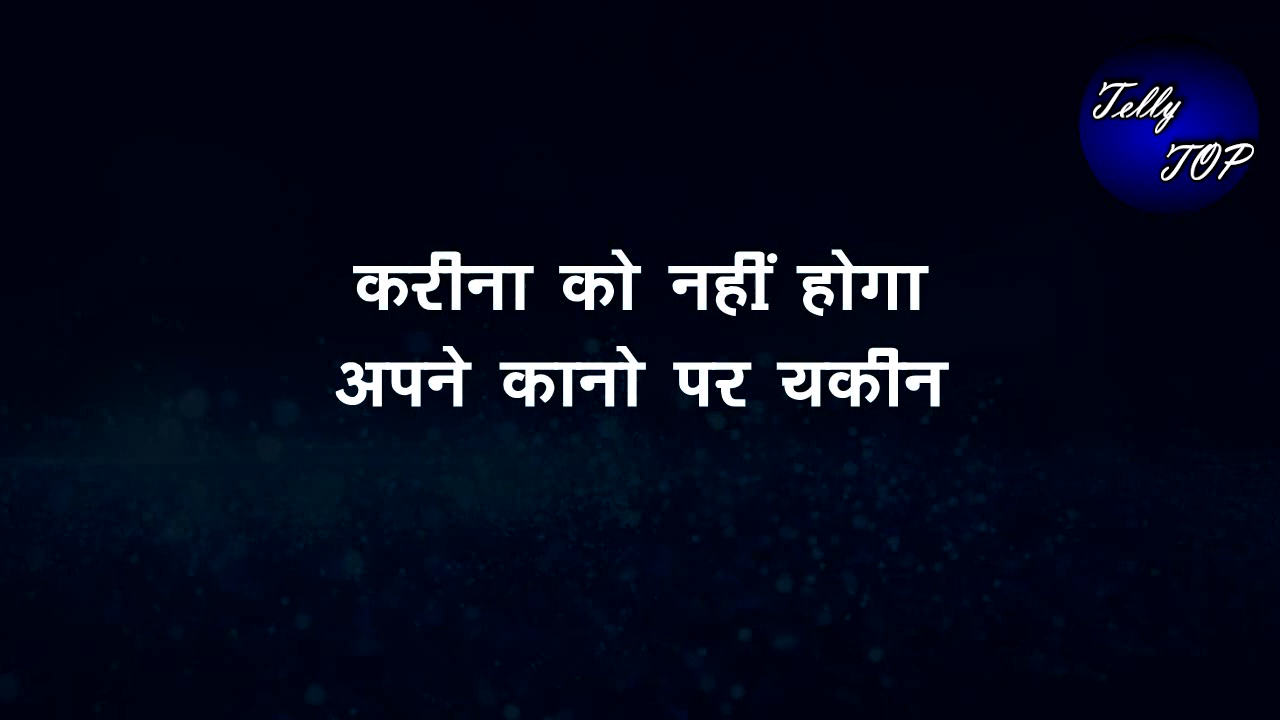 Telly
TOP
करीना को नहीं होगा
अपने कानो पर यकीन